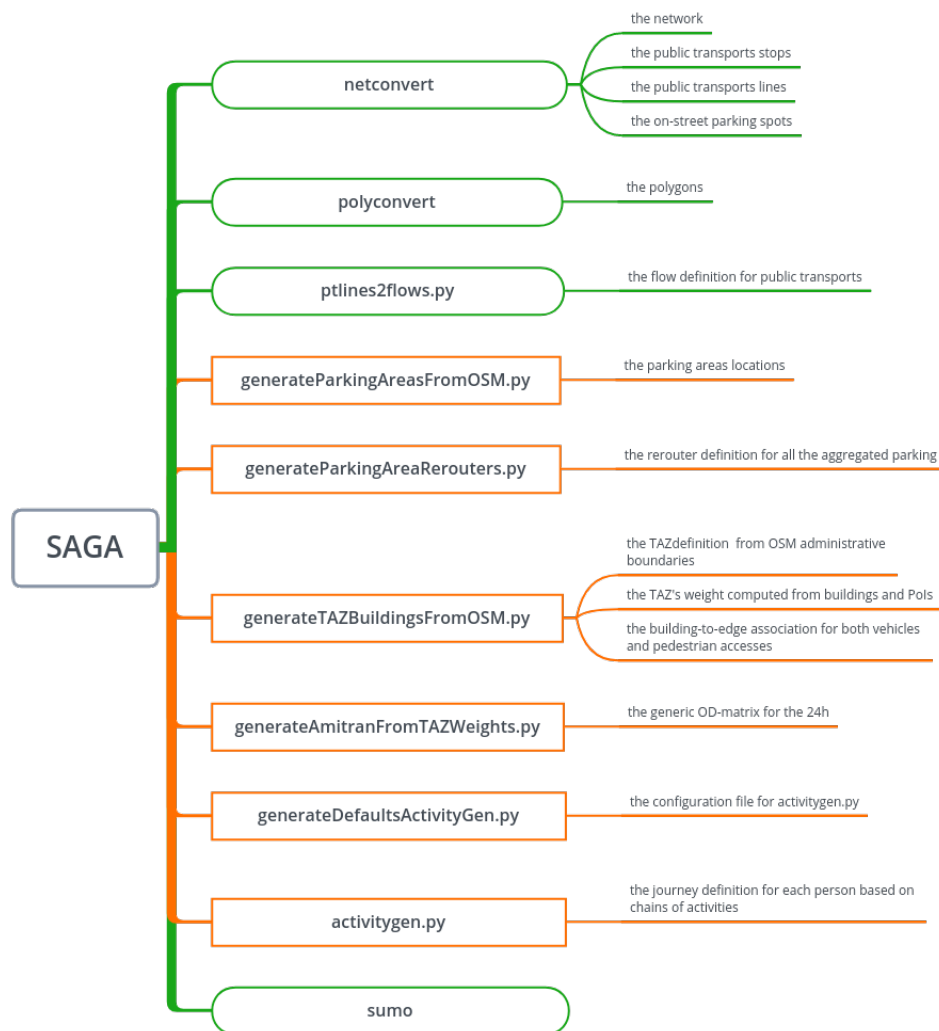 the network
the public transports stops
netconvert
the public transports lines
the on-street parking spots
the polygons
polyconvert
the flow definition for public transports
ptlines2flows.py
the parking areas locations
generateParkingAreasFromOSM.py
the rerouter definition for all the aggregated parking
generateParkingAreaRerouters.py
SAGA
the TAZdefinition from OSM administrative
boundaries
the TAZ's weight computed from buildings and PoIs
generateTAZBuildingsFromOSM.py
the building-to-edge association for both vehicles
and pedestrian accesses
the generic OD-matrix for the 24h
generateAmitranFromTAZWeights.py
the configuration file for activitygen.py
generateDefaultsActivityGen.py
the journey definition for each person based on
chains of activities
activitygen.py
sumo